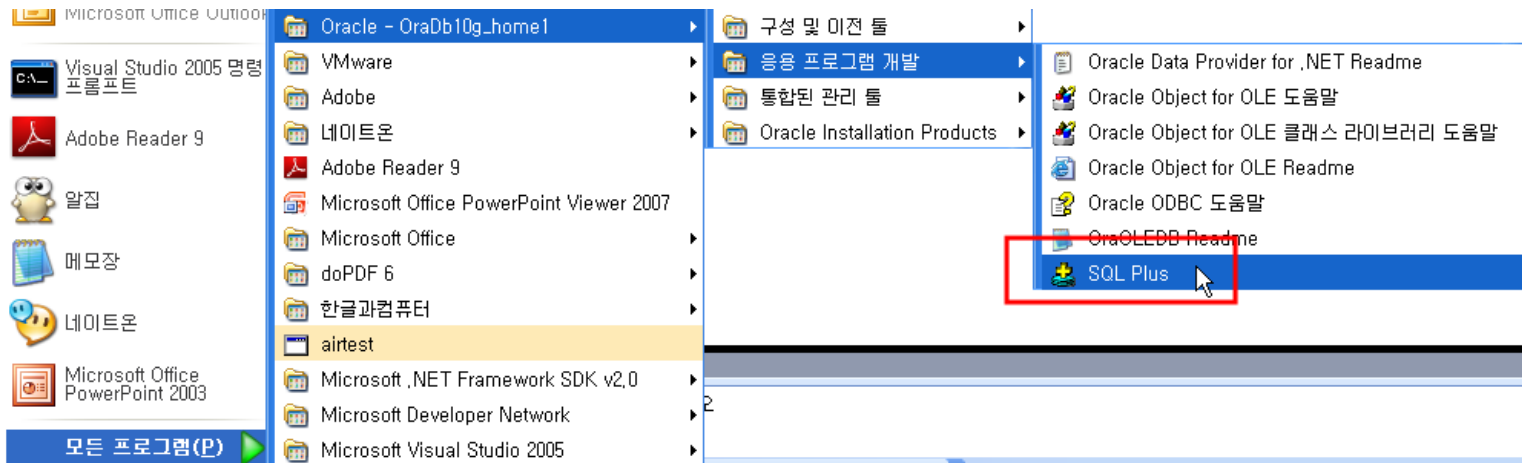 Microsoft Office Outlook
Visual Studio 2005 명령
프롬프트
Adobe Reader 9
알집
메모장
네이트온
Microsoft Office
PowerPoint 2003
모든 프로그램(P)
Oracle - OraDb10g_home1
VMware
Adobe
네이트온
Adobe Reader 9
Microsoft Office PowerPoint Viewer 2007
Microsoft Office
doPDF 6
한글과컴퓨터
airtest
Microsoft .NET Framework SDK v2.0
Microsoft Developer Network
Microsoft Visual Studio 2005
구성 및 이전 툴
응용 프로그램 개발
통합된 관리 툴
Oracle Installation Products
Oracle Data Provider for .NET Readme
Oracle Object for OLE 도움말
Oracle Object for OLE 클래스 라이브러리 도움말
Oracle Object for OLE Readme
Oracle ODBC 도움말
OraOLEDB Readme
SQL Plus